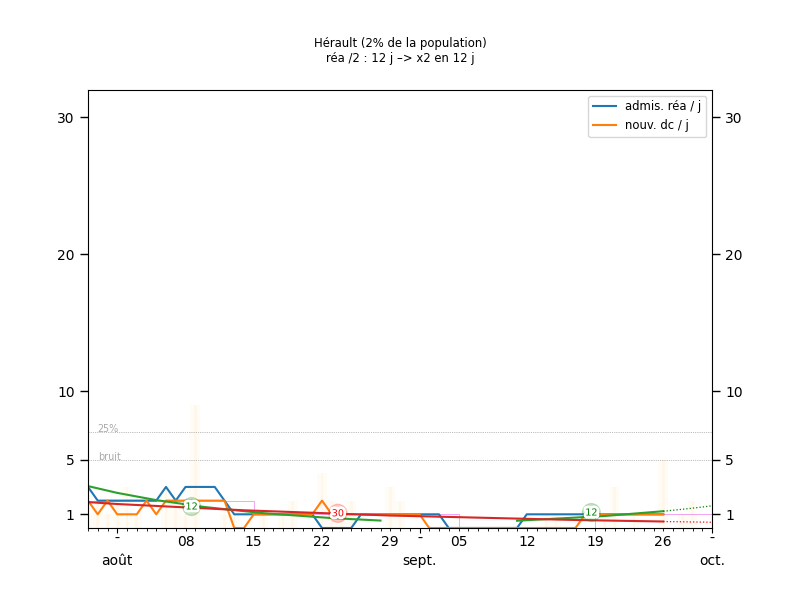 Hérault (2% de la population)
réa /2 : 12 j –> x2 en 12 j
admis. réa / j
nouv. dc / j
30 30
20 20
10 10
25%
5 bruit 5
1 12 30 12 1
- 08 15 22 29 - 05 12 19 26 -
août sept. oct.